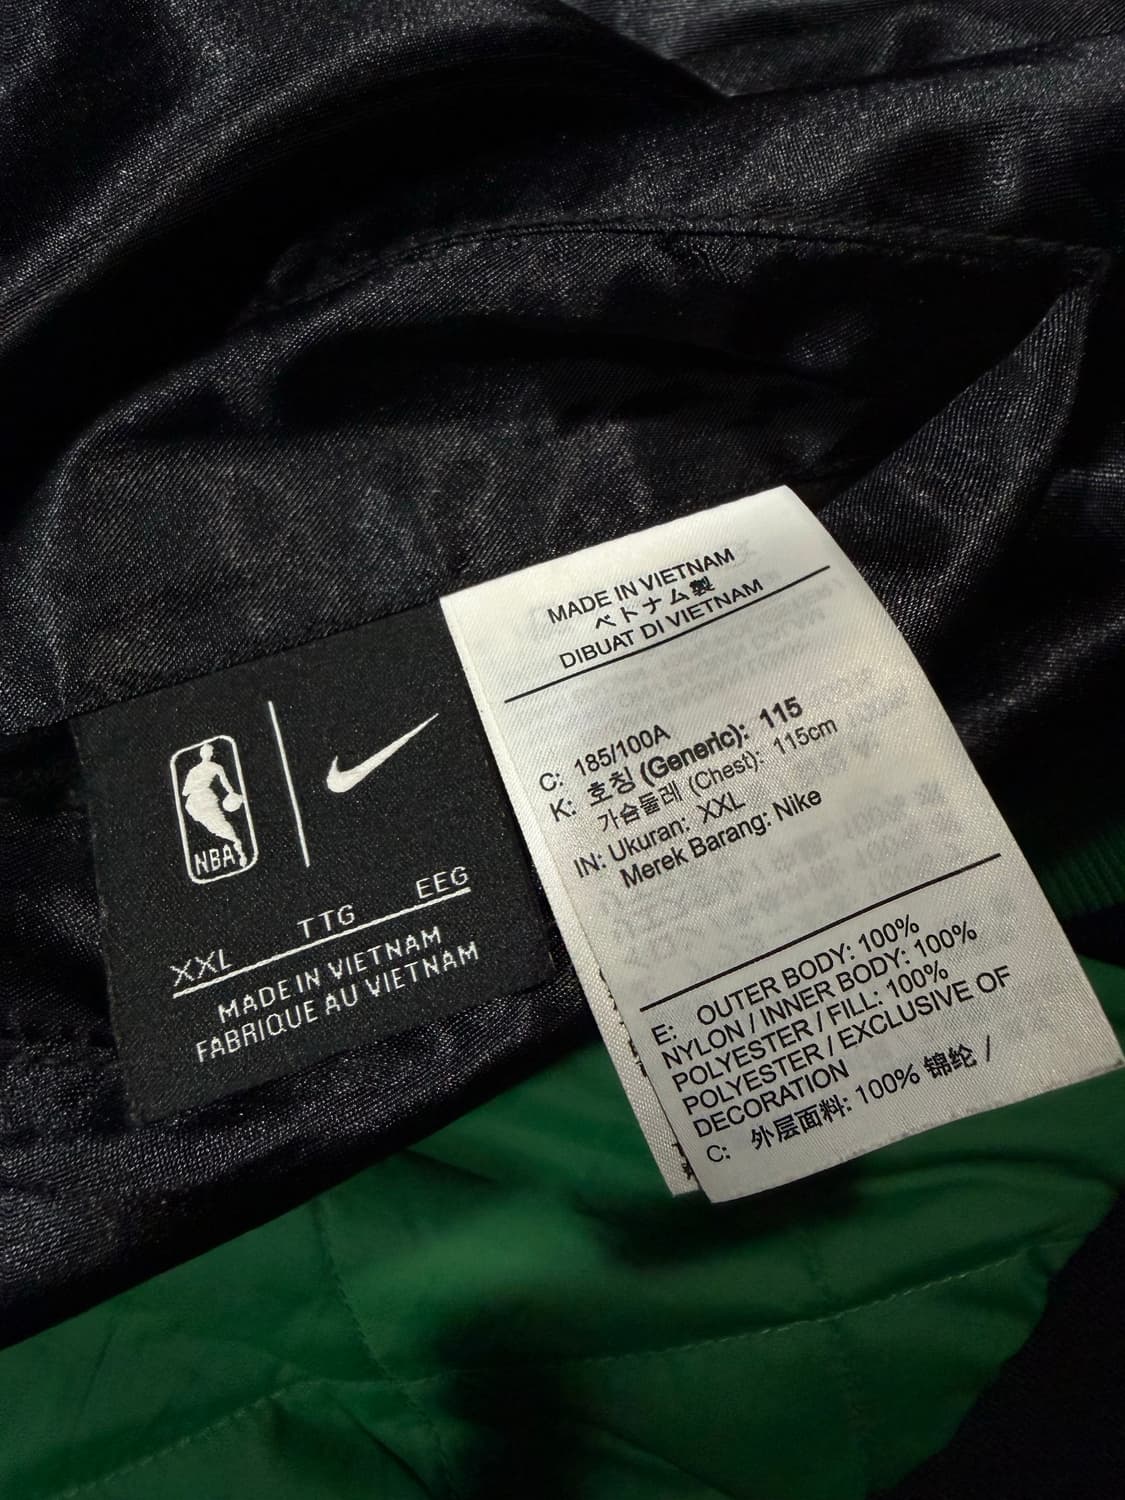 NBA
XXL TTG EEG
MADE IN VIETNAM
FABRIQUE AU VIETNAM
MADE IN VIETNAM
ベトナム製
DIBUAT DI VIETNAM
C: 185/100A
K: 호칭 (Generic): 115
가슴둘레 (Chest): 115cm
IN: Ukuran: XXL
Merek Barang: Nike
E: OUTER BODY: 100%
NYLON / INNER BODY: 100%
POLYESTER / FILL: 100%
POLYESTER / EXCLUSIVE OF
DECORATION
C: 外层面料: 100% 锦纶 /